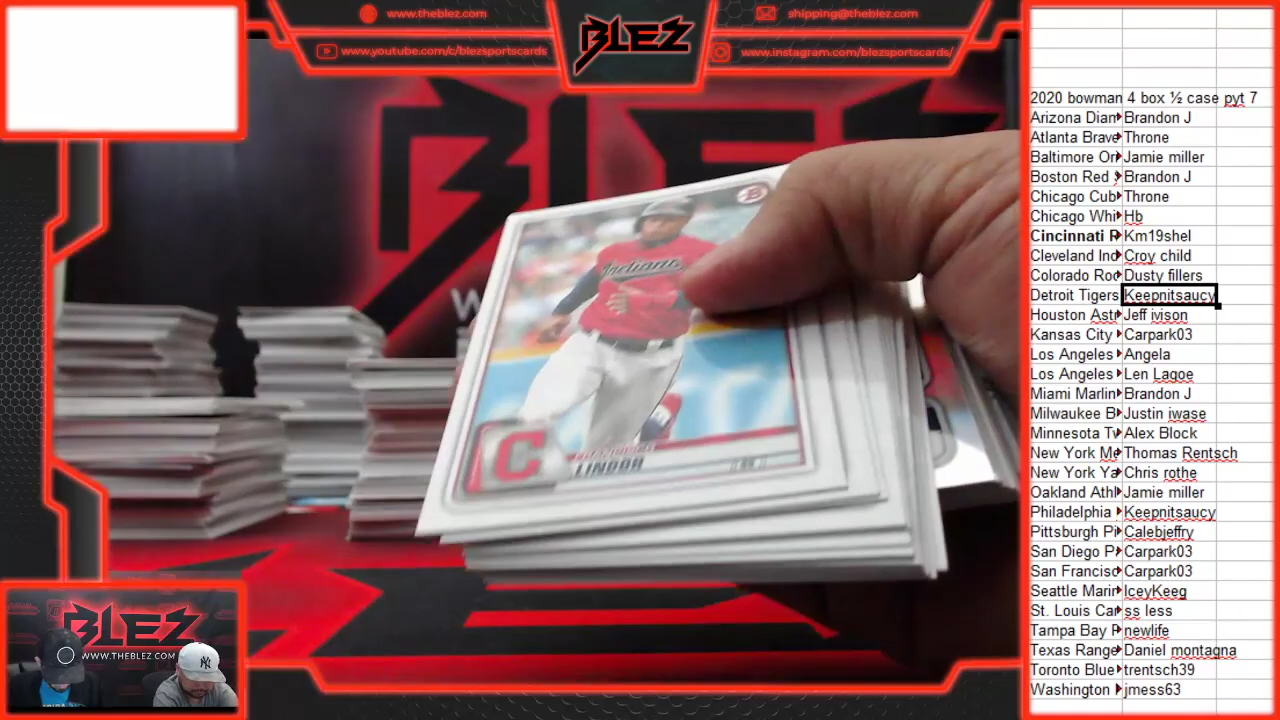 www.theblez.com
BLEZ
shipping@theblez.com
www.youtube.com/c/blezsportscards
www.instagram.com/blezsportscards/
2020 bowman 4 box ½ case pyt 7
Arizona Diam Brandon J
Atlanta Brave Throne
Baltimore Or Jamie miller
Boston Red Brandon J
Chicago Cub Throne
Chicago Whi Hb
Cincinnati R Km19shel
Cleveland Ind Croy child
Colorado Roc Dusty fillers
Detroit Tigers Keepnitsaucy
Houston Astr Jeff ivison
Kansas City Carpark03
Los Angeles Angela
Los Angeles Len Lagoe
Miami Marlin Brandon J
Milwaukee B Justin iwase
Minnesota Tw Alex Block
New York Me Thomas Rentsch
New York Ya Chris rothe
Oakland Athl Jamie miller
Philadelphia Keepnitsaucy
Pittsburgh Pi Calebjeffry
San Diego P Carpark03
San Francisc Carpark03
Seattle Marin IceyKeeg
St. Louis Car ss less
Tampa Bay R newlife
Texas Range Daniel montagna
Toronto Blue trentsch39
Washington jmess63
BLEZ
Indians
C
LINDOR
BLEZ
WWW.THEBLEZ.COM